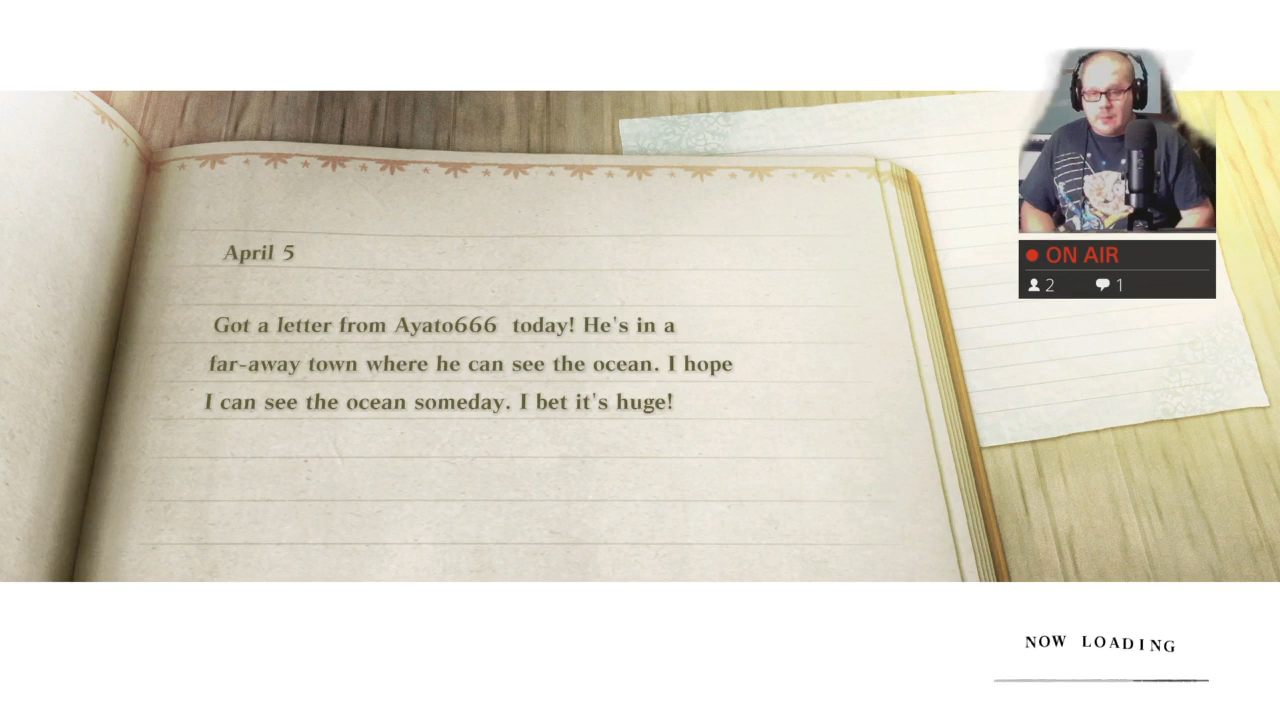 April 5
Got a letter from Ayato666 today! He's in a
far-away town where he can see the ocean. I hope
I can see the ocean someday. I bet it's huge!
ON AIR
2 1
NOW LOADING